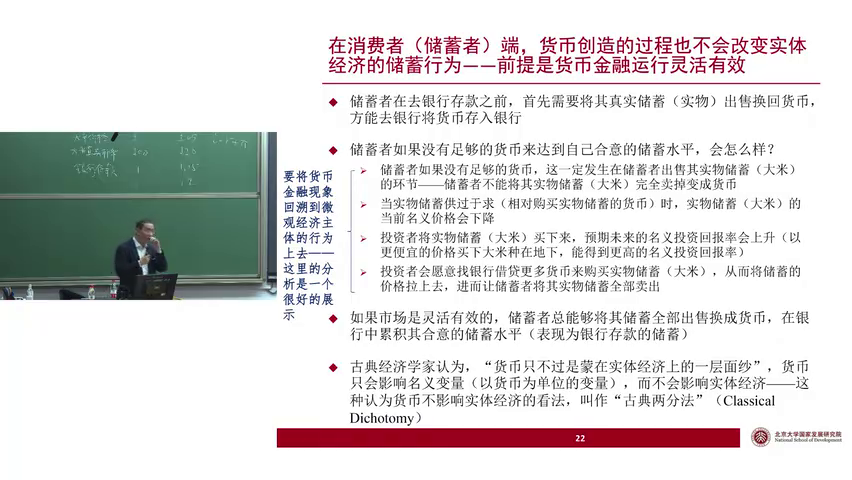 在消费者（储蓄者）端，货币创造的过程也不会改变实体
经济的储蓄行为——前提是货币金融运行灵活有效
储蓄者在去银行存款之前，首先需要将其真实储蓄（实物）出售换回货币，
方能去银行将货币存入银行
储蓄者如果没有足够的货币来达到自己合意的储蓄水平，会怎么样？
要将货币
金融现象
回溯到微
观经济主
体的行为
上去——
这里的分
析是一个
很好的展
示
储蓄者如果没有足够的货币，这一定发生在储蓄者出售其实物储蓄（大米）
的环节——储蓄者不能将其实物储蓄（大米）完全卖掉变成货币
当实物储蓄供过于求（相对购买实物储蓄的货币）时，实物储蓄（大米）的
当前名义价格会下降
投资者将实物储蓄（大米）买下来，预期未来的名义投资回报率会上升（以
更便宜的价格买下大米种在地下，能得到更高的名义投资回报率）
投资者会愿意找银行借贷更多货币来购买实物储蓄（大米），从而将储蓄的
价格拉上去，进而让储蓄者将其实物储蓄全部卖出
如果市场是灵活有效的，储蓄者总能够将其储蓄全部出售换成货币，在银
行中累积其合意的储蓄水平（表现为银行存款的储蓄）
古典经济学家认为，“货币只不过是蒙在实体经济上的一层面纱”，货币
只会影响名义变量（以货币为单位的变量），而不会影响实体经济——这
种认为货币不影响实体经济的看法，叫作“古典两分法”（Classical
Dichotomy）
22
北京大学国家发展研究院
National School of Development